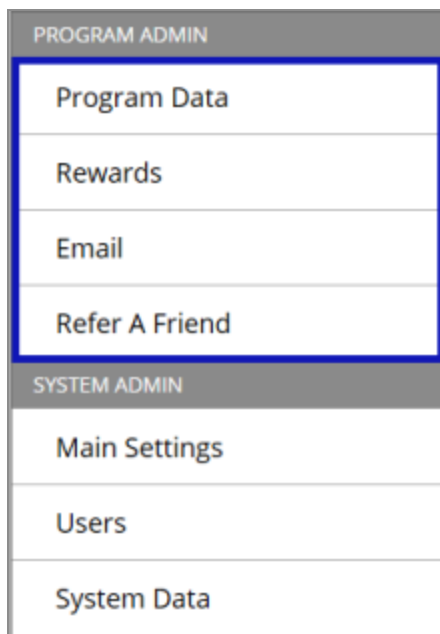 PROGRAM ADMIN
Program Data
Rewards
Email
Refer A Friend
SYSTEM ADMIN
Main Settings
Users
System Data